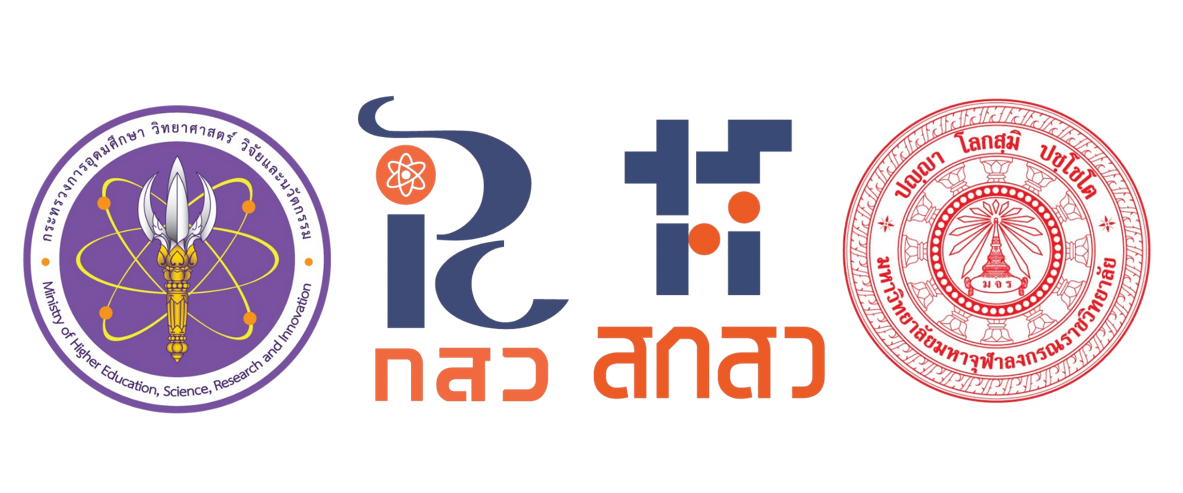 กระทรวงการอุดมศึกษา วิทยาศาสตร์ วิจัยและนวัตกรรม
Ministry of Higher Education, Science, Research and Innovation
กสว
สกสว
ปญฺญา โลกสฺมิ ปชฺโชโต
มจร
มหาวิทยาลัยมหาจุฬาลงกรณราชวิทยาลัย